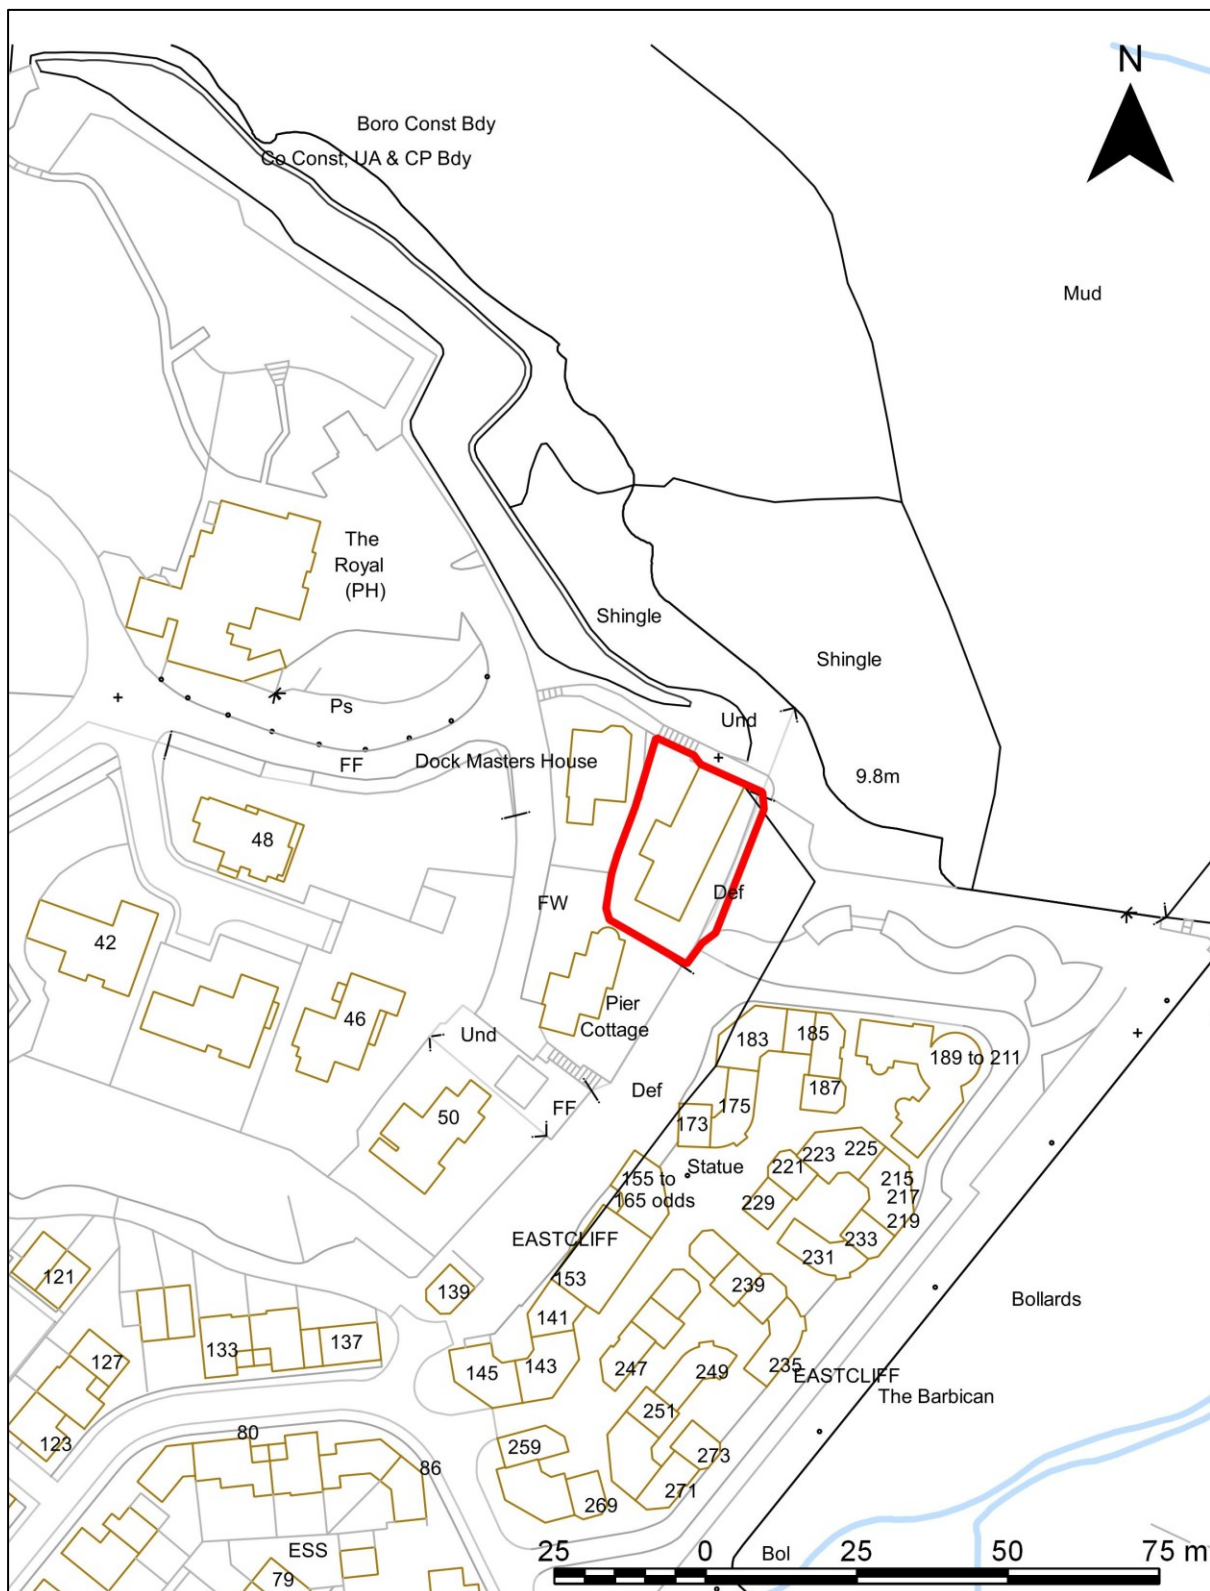 N
Boro Const Bdy
Co Const, UA & CP Bdy
Mud
The
Royal
(PH)
Shingle
Shingle
Ps
Und
FF
Dock Masters House
9.8m
48
Def
FW
42
46
Pier
Cottage
Und
183
185
189 to 211
187
Def
50
FF
175
173
Statue
223
225
221
155 to
165 odds
215
217
229
219
233
EASTCLIFF
231
121
153
139
239
Bollards
141
133
137
127
145
143
247
249
235
EASTCLIFF
The Barbican
251
80
123
259
273
86
271
269
ESS
79
Bol
25 0 25 50 75 m